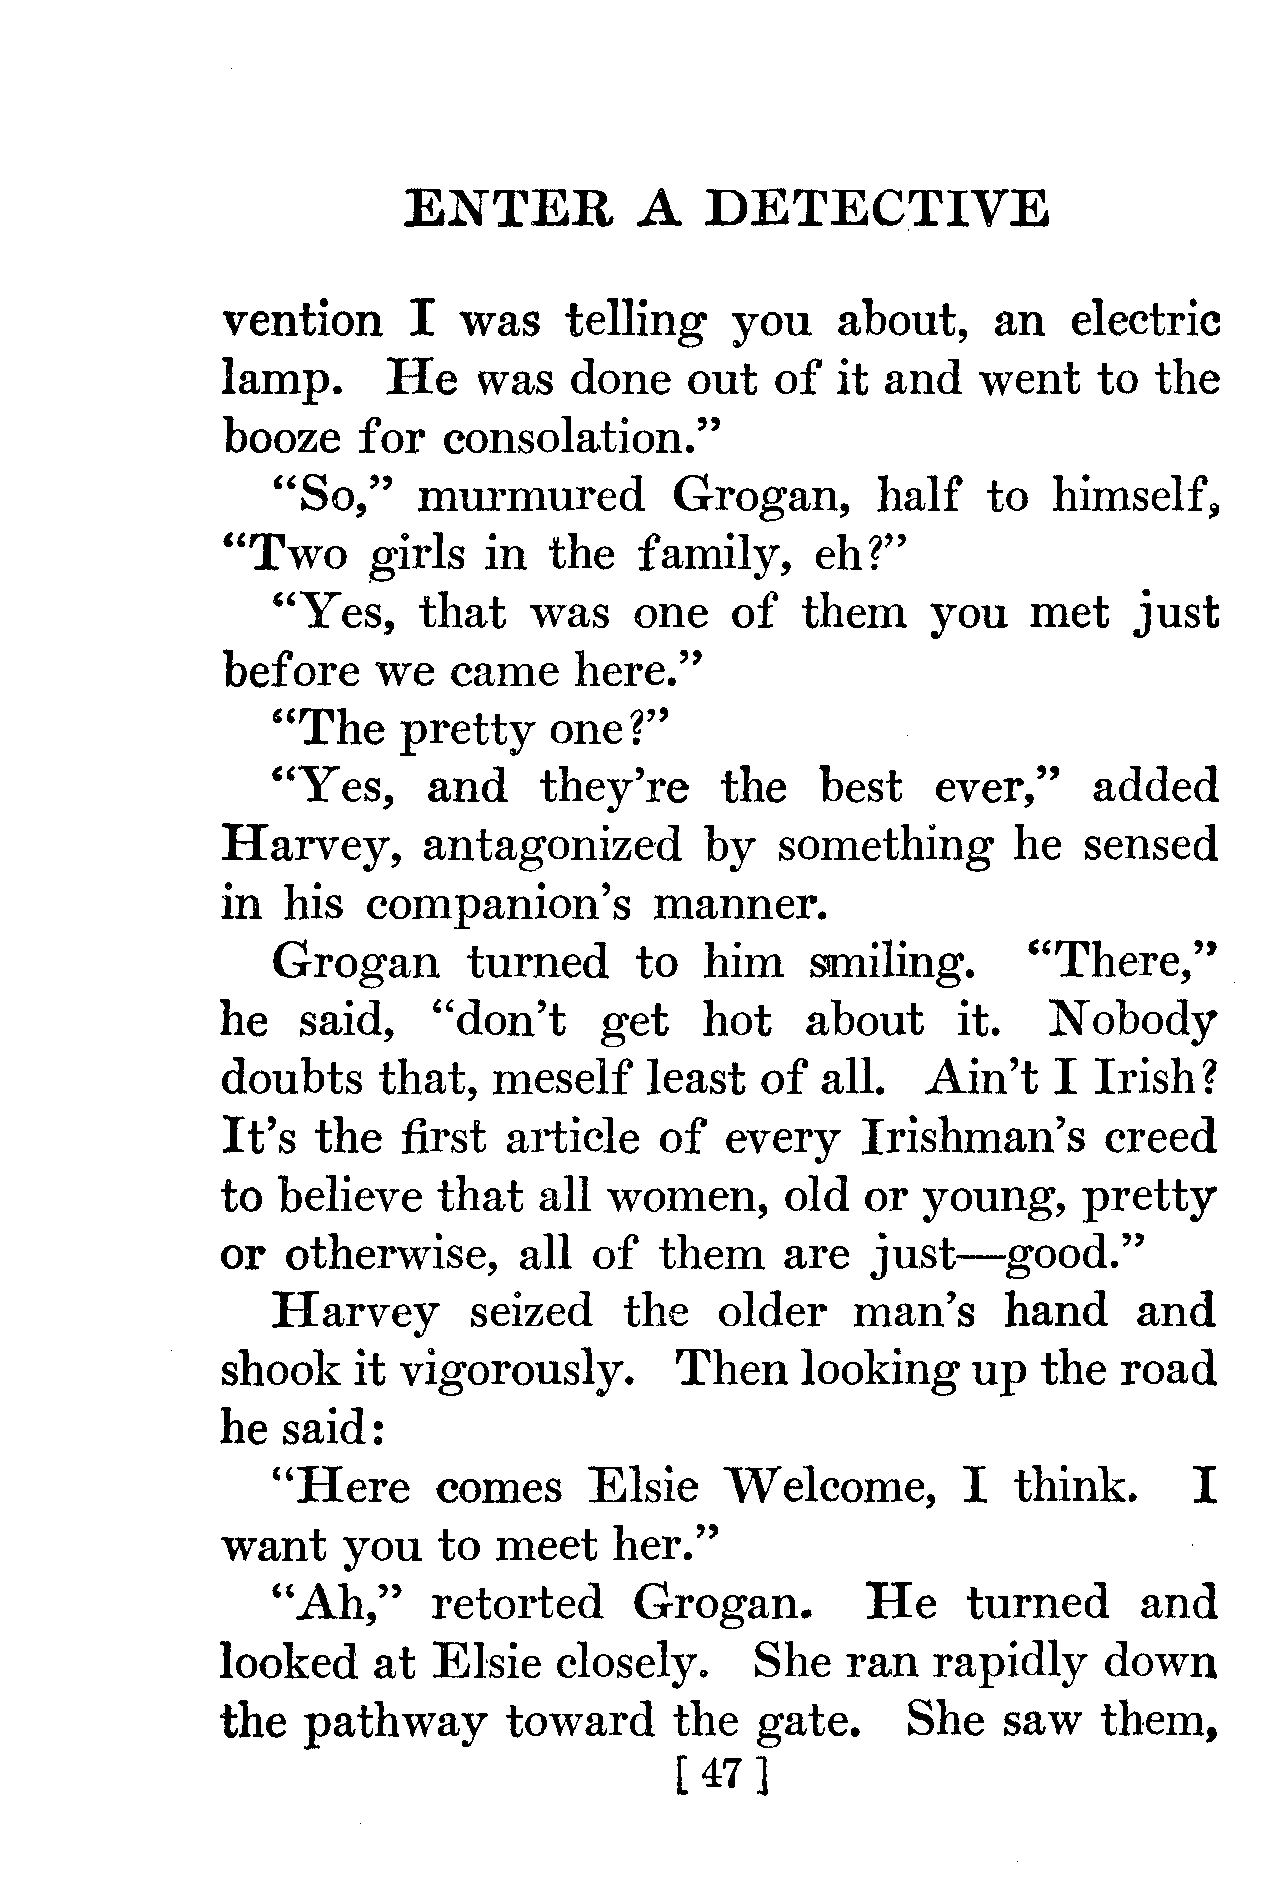 ENTER A DETECTIVE
vention I was telling you about, an electric
lamp. He was done out of it and went to the
booze for consolation.”
“So,” murmured Grogan, half to himself,
“Two girls in the family, eh?”
“Yes, that was one of them you met just
before we came here.”
“The pretty one?”
“Yes, and they’re the best ever,” added
Harvey, antagonized by something he sensed
in his companion’s manner.
Grogan turned to him smiling. “There,”
he said, “don’t get hot about it. Nobody
doubts that, meself least of all. Ain’t I Irish?
It’s the first article of every Irishman’s creed
to believe that all women, old or young, pretty
or otherwise, all of them are just—good.”
Harvey seized the older man’s hand and
shook it vigorously. Then looking up the road
he said:
“Here comes Elsie Welcome, I think. I
want you to meet her.”
“Ah,” retorted Grogan. He turned and
looked at Elsie closely. She ran rapidly down
the pathway toward the gate. She saw them,
[ 47 ]